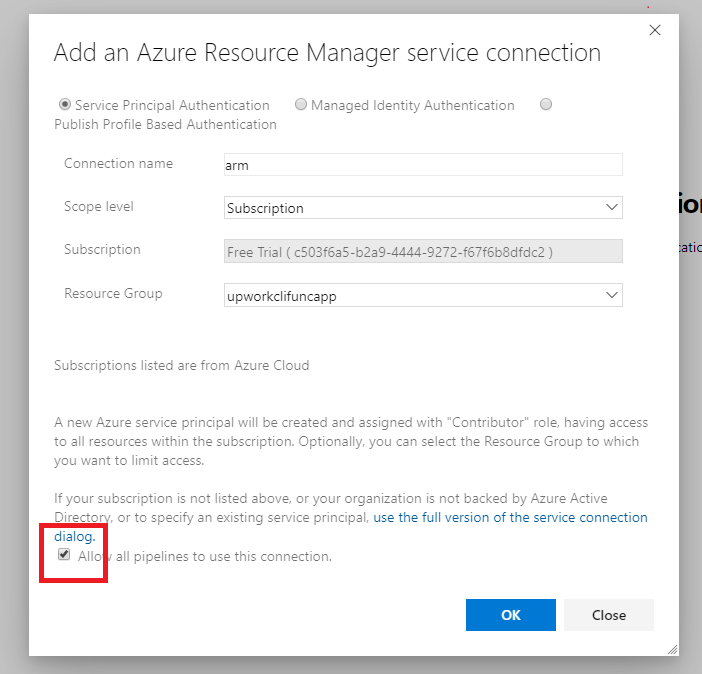 Add an Azure Resource Manager service connection
Service Principal Authentication Managed Identity Authentication
Publish Profile Based Authentication
Connection name arm
Scope level Subscription
Subscription Free Trial ( c503f6a5-b2a9-4444-9272-f67f6b8dfdc2 )
Resource Group upworkclifuncapp
Subscriptions listed are from Azure Cloud
A new Azure service principal will be created and assigned with "Contributor" role, having access
to all resources within the subscription. Optionally, you can select the Resource Group to which
you want to limit access.
If your subscription is not listed above, or your organization is not backed by Azure Active
Directory, or to specify an existing service principal, use the full version of the service connection
dialog.
Allow all pipelines to use this connection.
OK Close